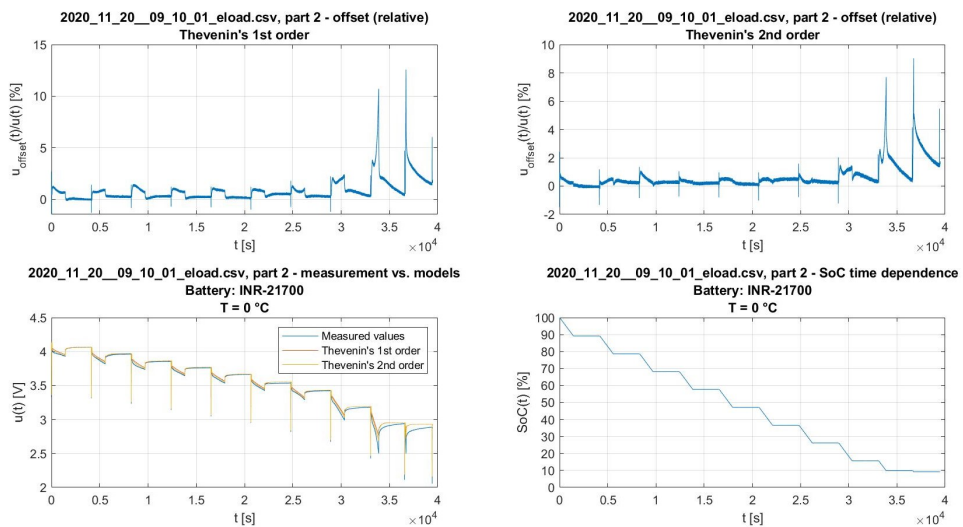 2020_11_20__09_10_01_eload.csv, part 2 - offset (relative)
Thevenin's 1st order
15
10
5
0
u_offset(t)/u(t) [%]
0 0.5 1 1.5 2 2.5 3 3.5 4
t [s]
×10^4
2020_11_20__09_10_01_eload.csv, part 2 - offset (relative)
Thevenin's 2nd order
10
8
6
4
2
0
-2
u_offset(t)/u(t) [%]
0 0.5 1 1.5 2 2.5 3 3.5 4
t [s]
×10^4
2020_11_20__09_10_01_eload.csv, part 2 - measurement vs. models
Battery: INR-21700
T = 0 °C
4.5
4
3.5
3
2.5
2
u(t) [V]
Measured values
Thevenin's 1st order
Thevenin's 2nd order
0 0.5 1 1.5 2 2.5 3 3.5 4
t [s]
×10^4
2020_11_20__09_10_01_eload.csv, part 2 - SoC time dependence
Battery: INR-21700
T = 0 °C
100
90
80
70
60
50
40
30
20
10
0
SoC(t) [%]
0 0.5 1 1.5 2 2.5 3 3.5 4
t [s]
×10^4